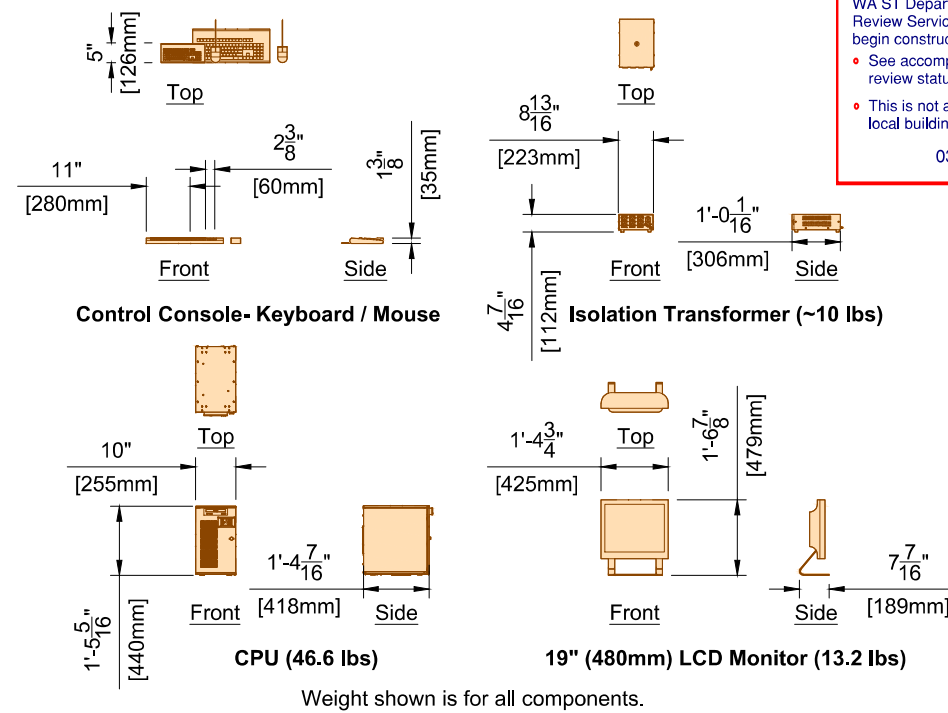 WA ST
Review Servic
begin construc
See accomp
review statu
This is not a
local buildin
03
5"
[126mm]
Top
11"
[280mm]
2 3/8"
[60mm]
1 3/8"
[35mm]
Front
Side
Control Console- Keyboard / Mouse
Top
8 13/16"
[223mm]
4 7/16"
[112mm]
1'-0 1/16"
[306mm]
Front
Side
Isolation Transformer (~10 lbs)
Top
10"
[255mm]
1'-5 5/16"
[440mm]
1'-4 7/16"
[418mm]
Front
Side
CPU (46.6 lbs)
Top
1'-4 3/4"
[425mm]
1'-6 7/8"
[479mm]
7 7/16"
[189mm]
Front
Side
19" (480mm) LCD Monitor (13.2 lbs)
Weight shown is for all components.